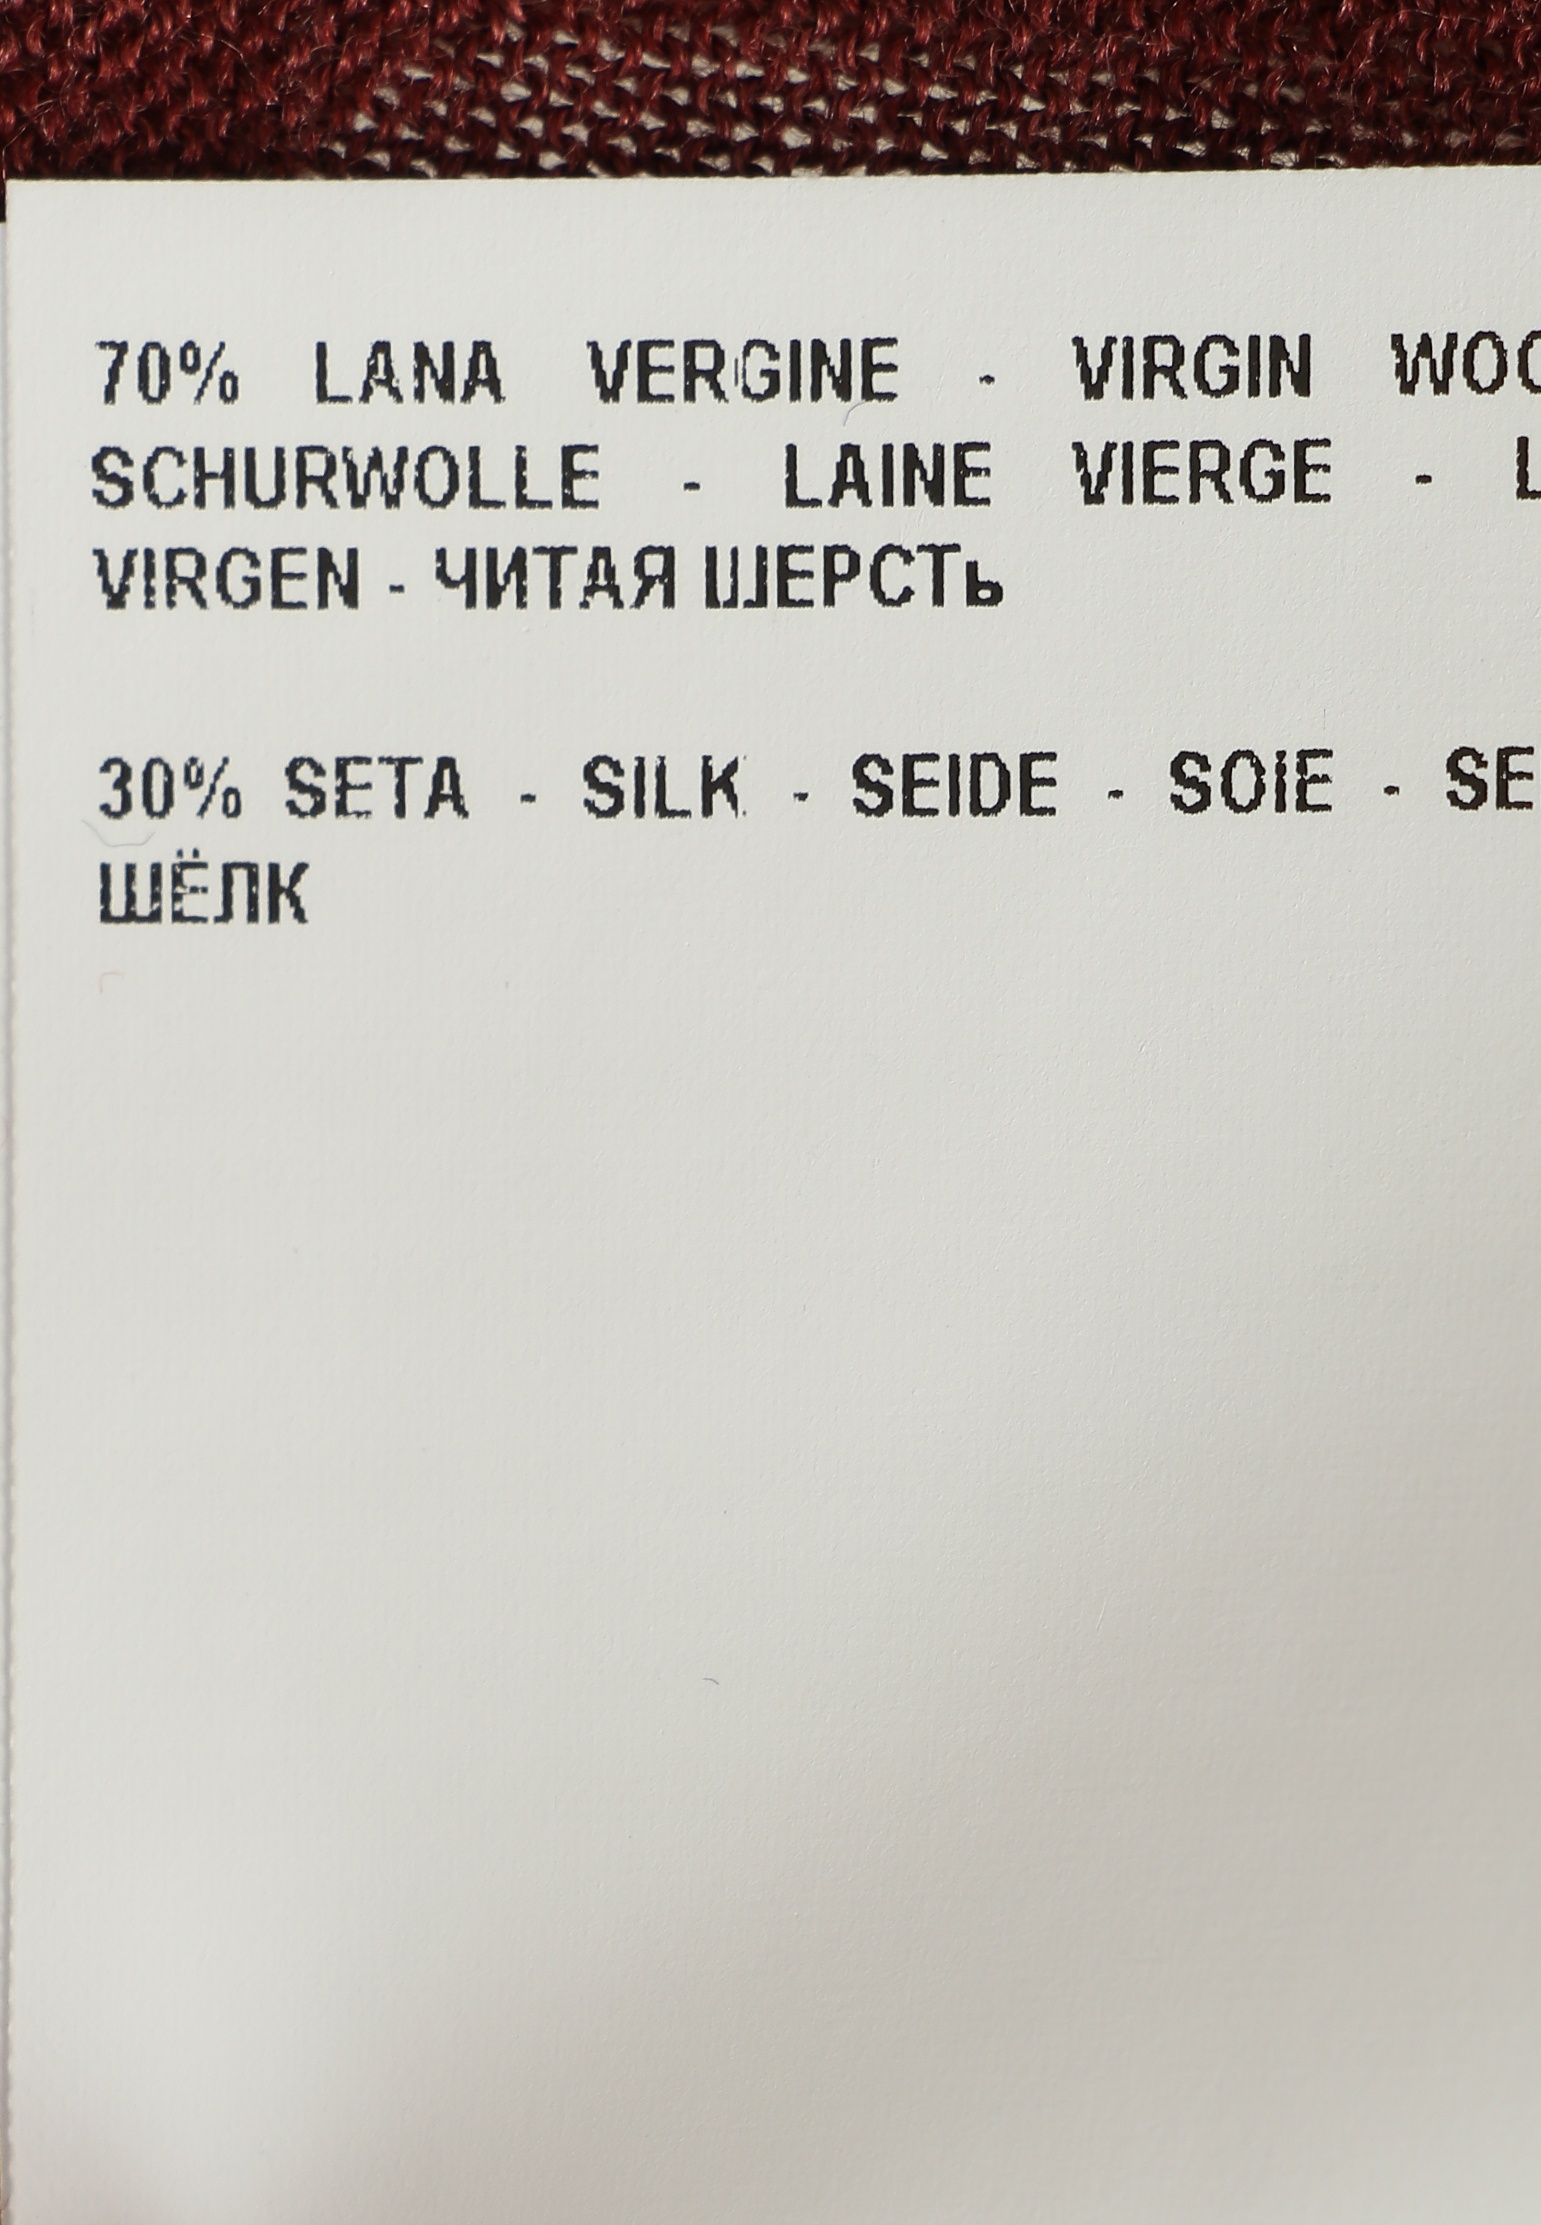 70% LANA VERGINE - VIRGIN
SCHURWOLLE - LAINE VIERGE -
VIRGEN - ЧИТАЯ ШЕРСТЬ
30% SETA - SILK - SEIDE - SOIE -
ШЁЛК